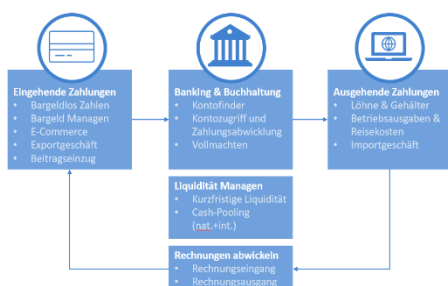 Eingehende Zahlungen
Bargeldlos Zahlen
Bargeld Managen
E-Commerce
Exportgeschäft
Beitragseinzug
Banking & Buchhaltung
Kontofinder
Kontozugriff und
Zahlungsabwicklung
Vollmachten
Ausgehende Zahlungen
Löhne & Gehälter
Betriebsausgaben &
Reisekosten
Importgeschäft
Liquidität Managen
Kurzfristige Liquidität
Cash-Pooling
(nat.+int.)
Rechnungen abwickeln
Rechnungseingang
Rechnungsausgang